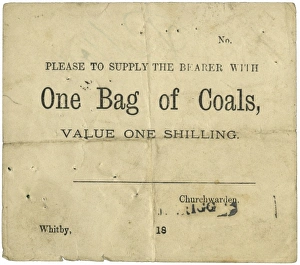 No.
PLEASE TO SUPPLY THE BEARER WITH
One Bag of Coals,
VALUE ONE SHILLING.
Churchwarden.
Whitby, 18